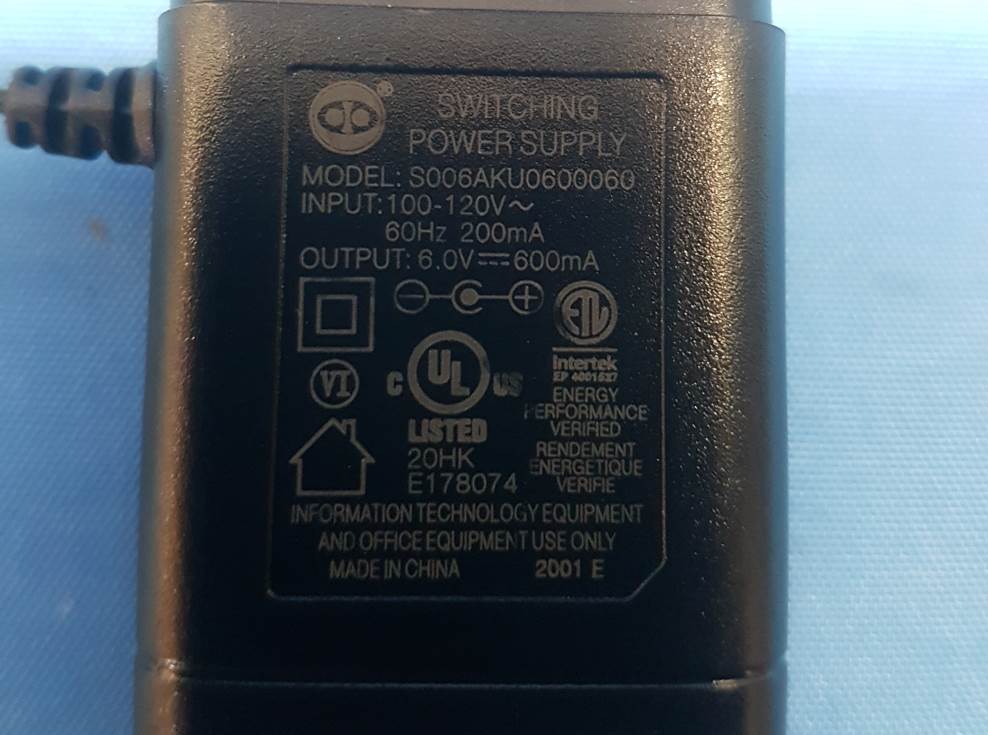 ®
SWITCHING
POWER SUPPLY
MODEL: S006AKU0600060
INPUT:100-120V~
60Hz 200mA
OUTPUT: 6.0V⎓600mA
ETL
Intertek
EP 4001527
ENERGY
PERFORMANCE
VERIFIED
RENDEMENT
ENERGETIQUE
VERIFIE
VI
C UL US
LISTED
20HK
E178074
INFORMATION TECHNOLOGY EQUIPMENT
AND OFFICE EQUIPMENT USE ONLY
MADE IN CHINA 2001 E